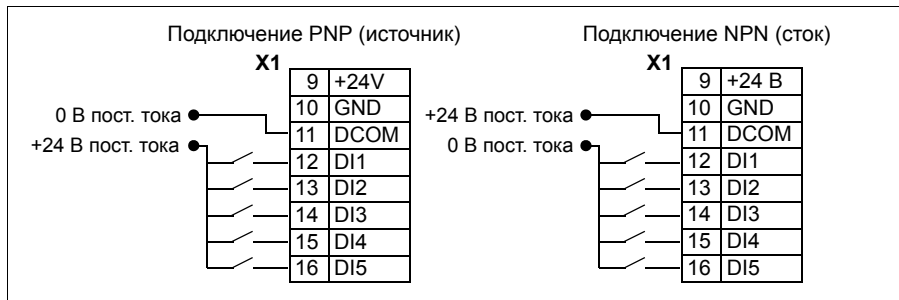 Подключение PNP (источник)
X1
9 +24V
10 GND
11 DCOM
12 DI1
13 DI2
14 DI3
15 DI4
16 DI5
0 В пост. тока
+24 В пост. тока
Подключение NPN (сток)
X1
9 +24 В
10 GND
11 DCOM
12 DI1
13 DI2
14 DI3
15 DI4
16 DI5
+24 В пост. тока
0 В пост. тока